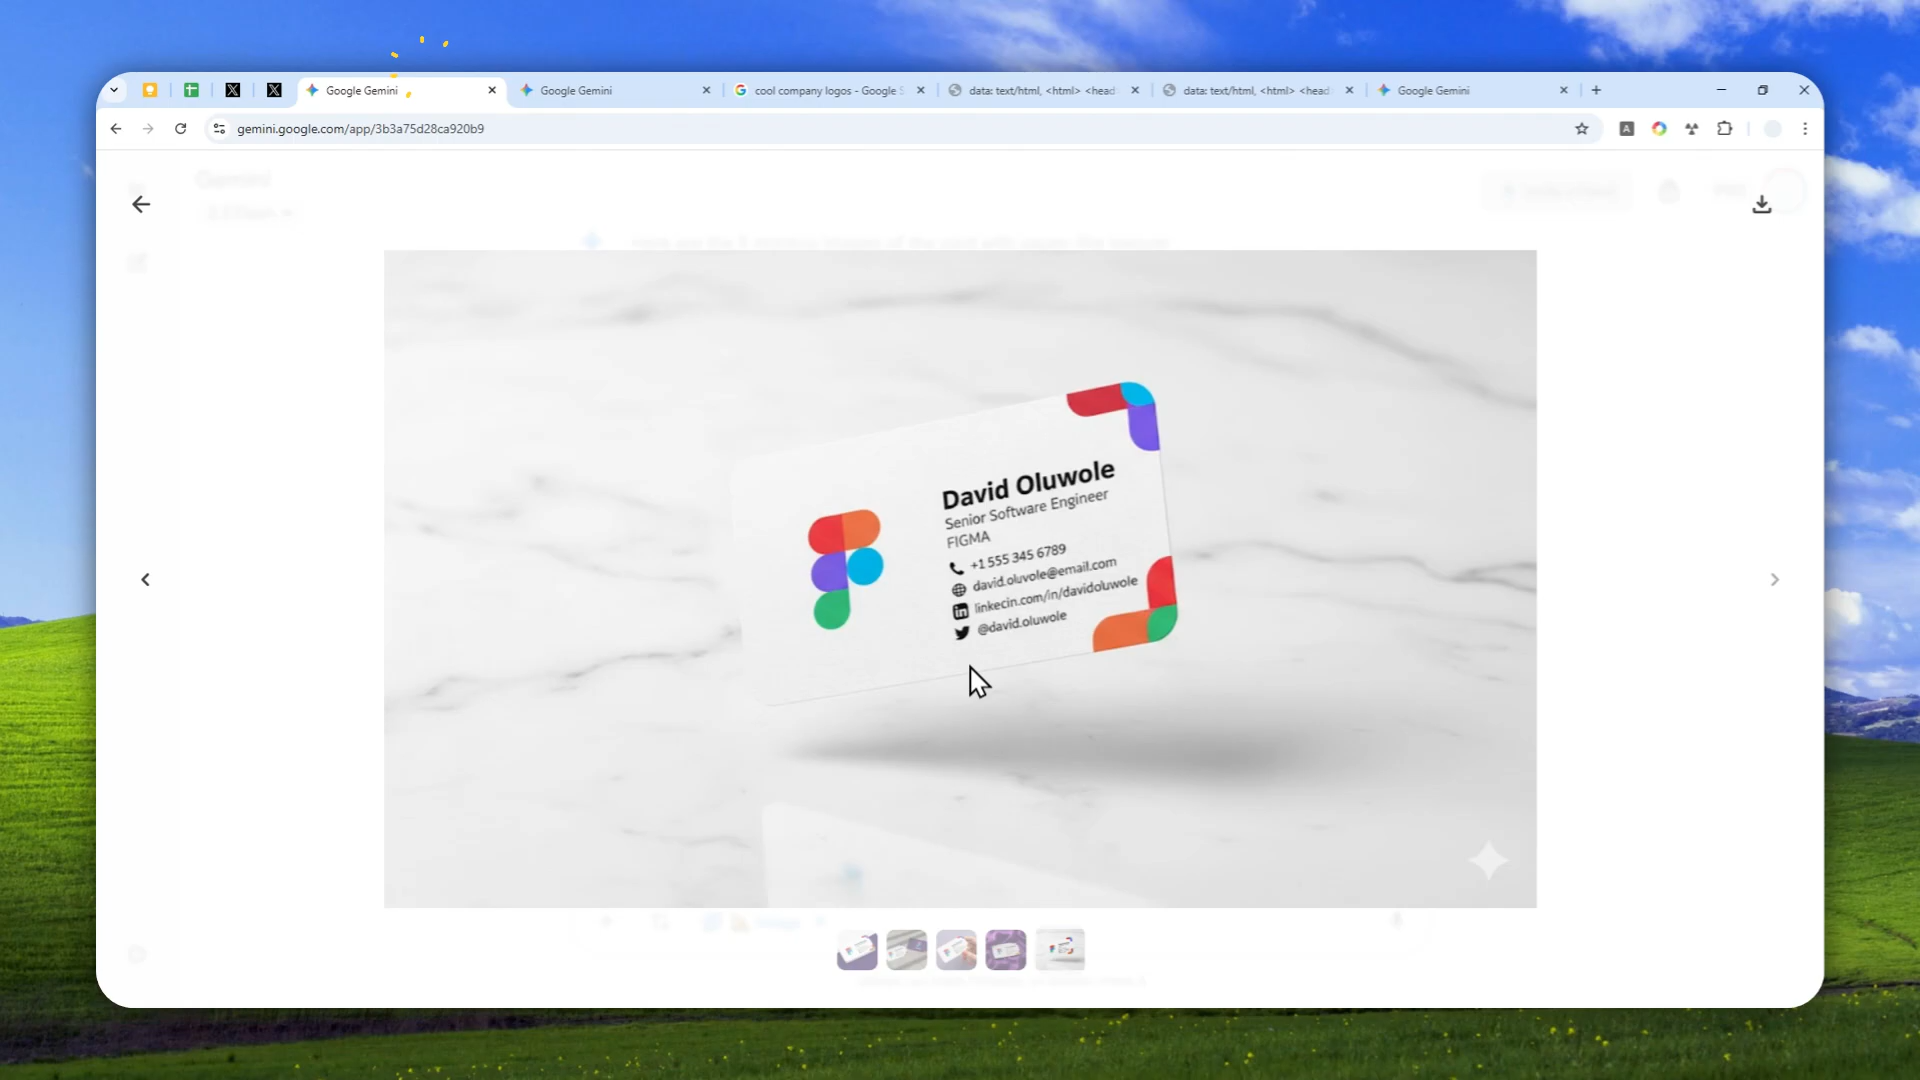 Google Gemini
Google Gemini
cool company logos - Google S
data: text/html, <html> <head
data: text/html, <html> <head
Google Gemini
gemini.google.com/app/3b3a75d28ca920b9
Gemini
David Oluwole
Senior Software Engineer
FIGMA
+1 555 345 6789
david.oluvole@email.com
linkecin.com/in/davidoluwole
@david.oluwole